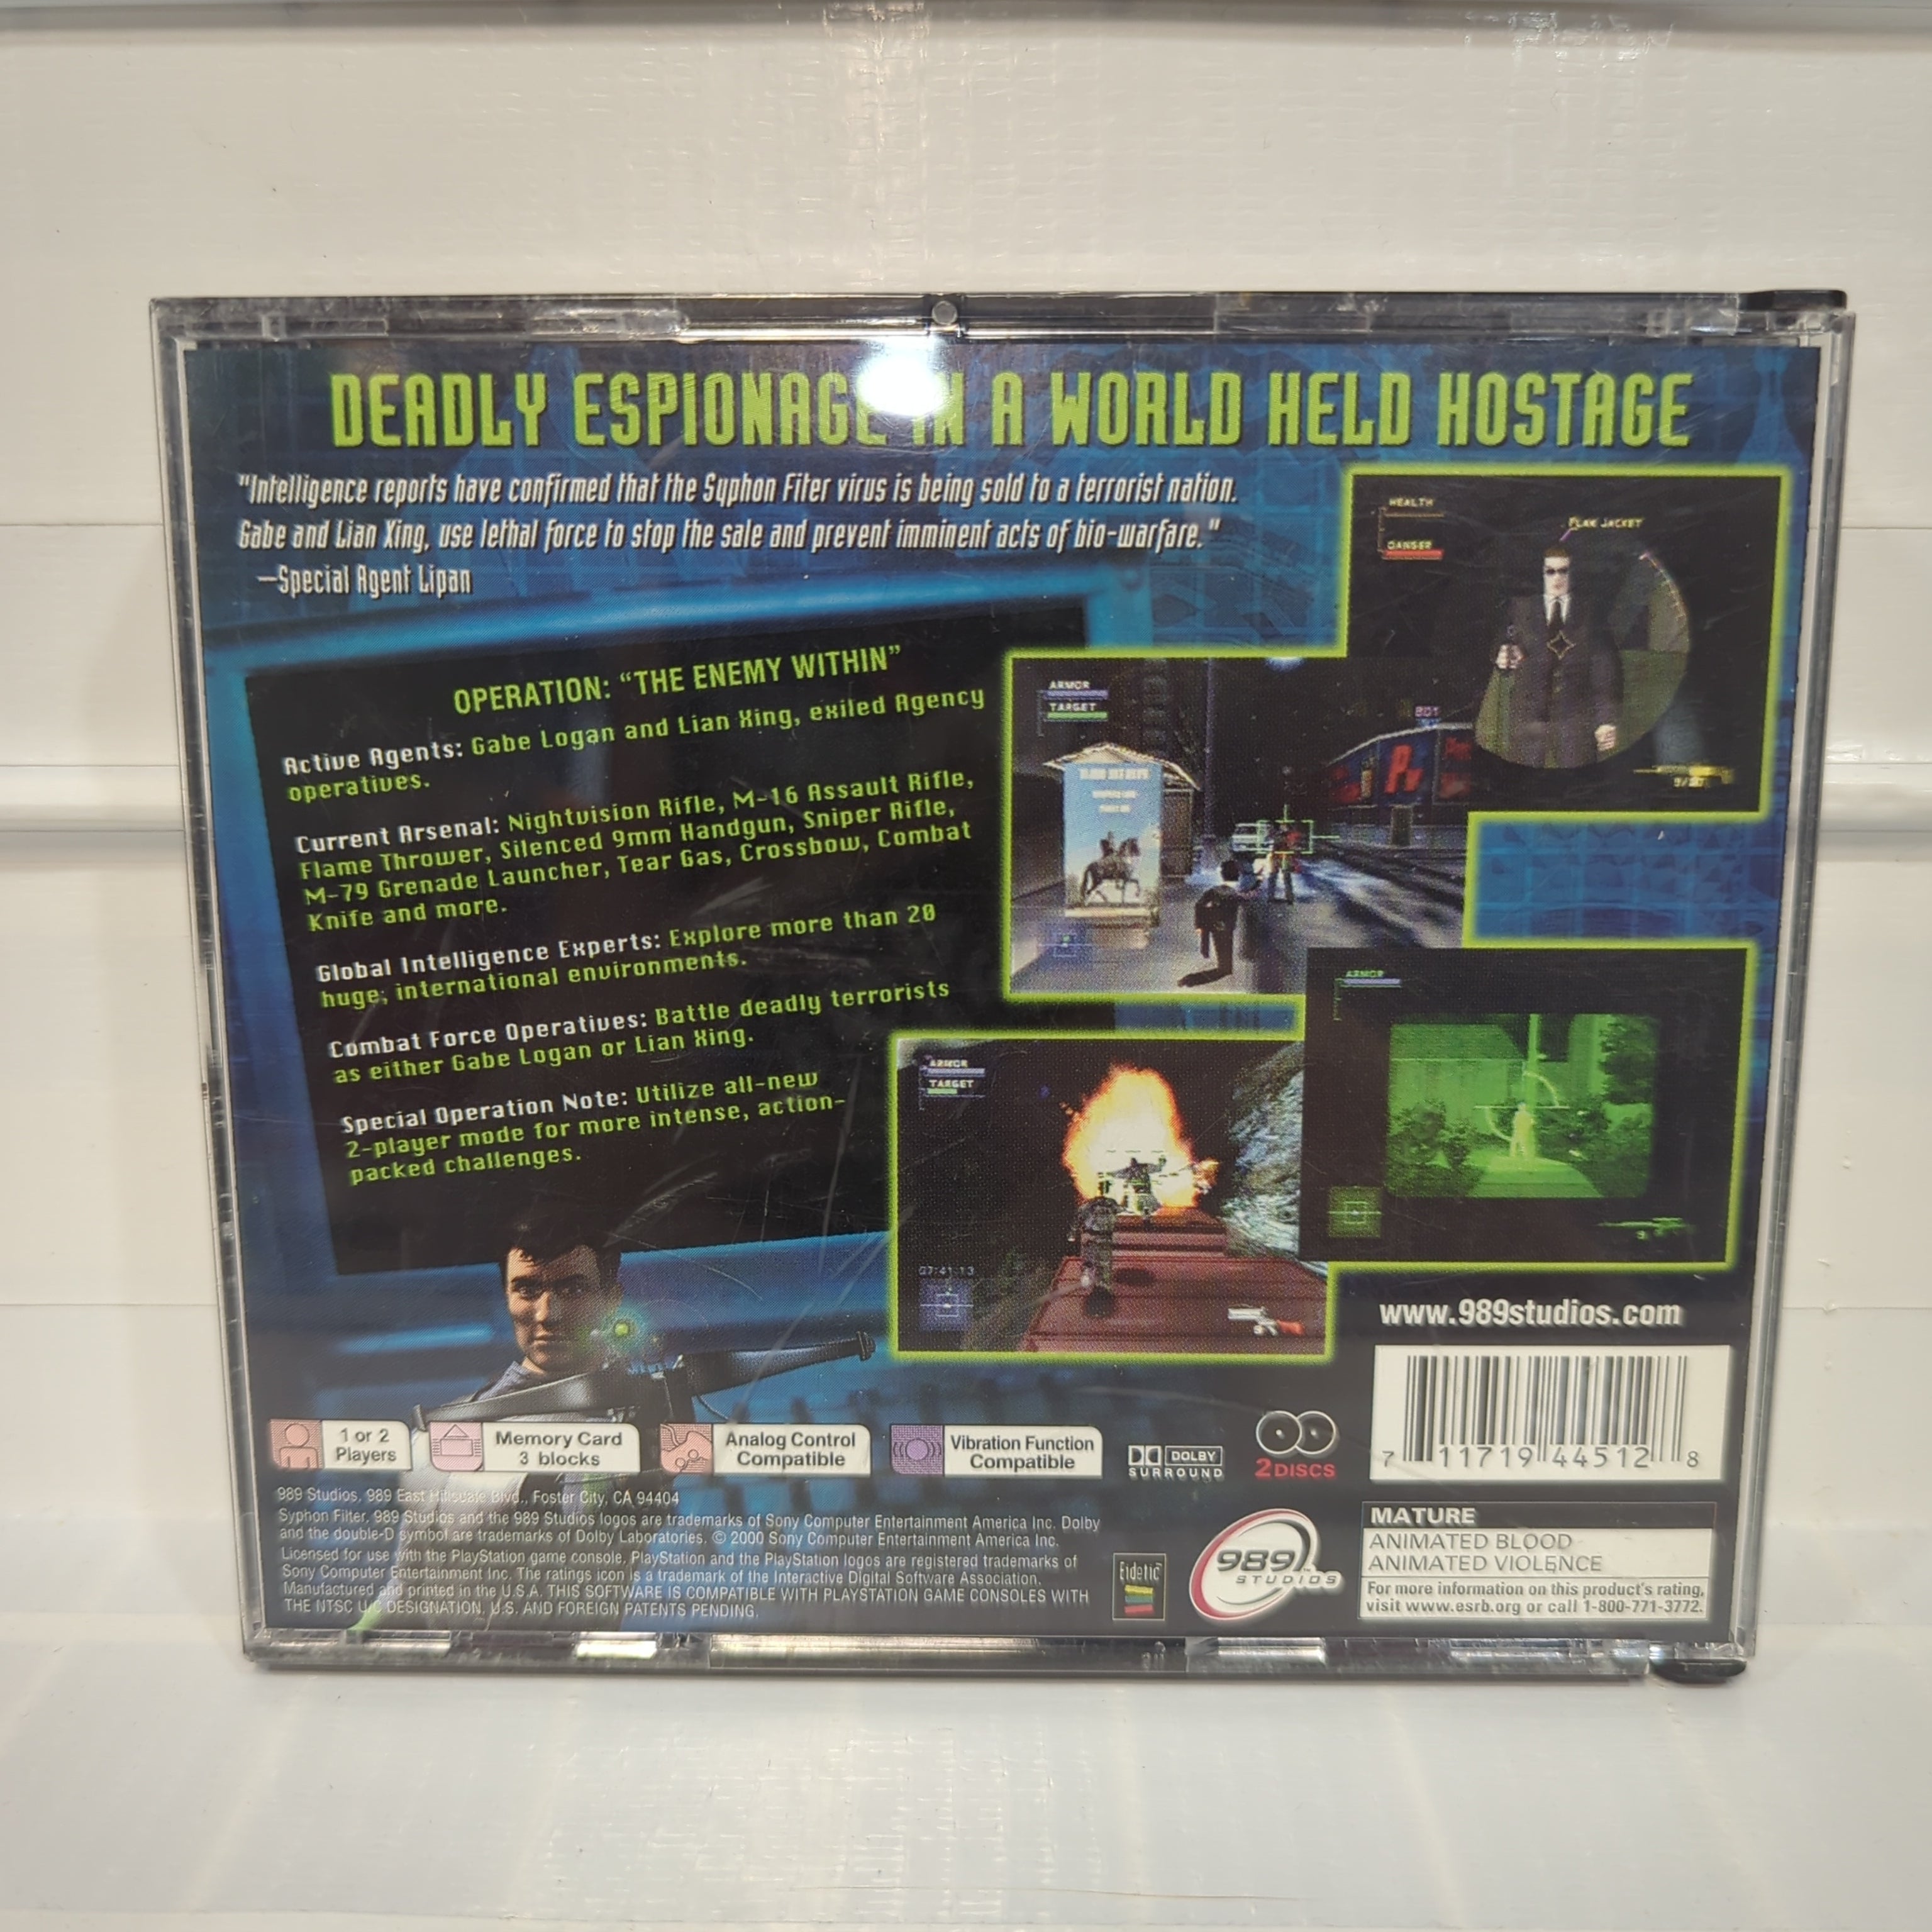 DEADLY ESPIONAGE IN A WORLD HELD HOSTAGE
"Intelligence reports have confirmed that the Syphon Fiter virus is being sold to a terrorist nation.
Gabe and Lian Xing, use lethal force to stop the sale and prevent imminent acts of bio-warfare."
—Special Agent Lipan
OPERATION: “THE ENEMY WITHIN”
Active Agents: Gabe Logan and Lian Xing, exiled Agency
operatives.
Current Arsenal: Nightvision Rifle, M-16 Assault Rifle,
Flame Thrower, Silenced 9mm Handgun, Sniper Rifle,
M-79 Grenade Launcher, Tear Gas, Crossbow, Combat
Knife and more.
Global Intelligence Experts: Explore more than 20
huge, international environments.
Combat Force Operatives: Battle deadly terrorists
as either Gabe Logan or Lian Xing.
Special Operation Note: Utilize all-new
2-player mode for more intense, action-
packed challenges.
HEALTH
FLAK JACKET
DANGER
ARMOR
TARGET
ARMOR
ARMOR
TARGET
07:41:13
www.989studios.com
1 or 2
Players
Memory Card
3 blocks
Analog Control
Compatible
Vibration Function
Compatible
DOLBY
SURROUND
2 DISCS
7 11719 44512 8
989 Studios, 989 East Hillsdale Blvd., Foster City, CA 94404
Syphon Filter, 989 Studios and the 989 Studios logos are trademarks of Sony Computer Entertainment America Inc. Dolby
and the double-D symbol are trademarks of Dolby Laboratories. © 2000 Sony Computer Entertainment America Inc.
Licensed for use with the PlayStation game console. PlayStation and the PlayStation logos are registered trademarks of
Sony Computer Entertainment Inc. The ratings icon is a trademark of the Interactive Digital Software Association.
Manufactured and printed in the U.S.A. THIS SOFTWARE IS COMPATIBLE WITH PLAYSTATION GAME CONSOLES WITH
THE NTSC U/C DESIGNATION. U.S. AND FOREIGN PATENTS PENDING.
Eidetic
989
STUDIOS
MATURE
ANIMATED BLOOD
ANIMATED VIOLENCE
For more information on this product's rating,
visit www.esrb.org or call 1-800-771-3772.